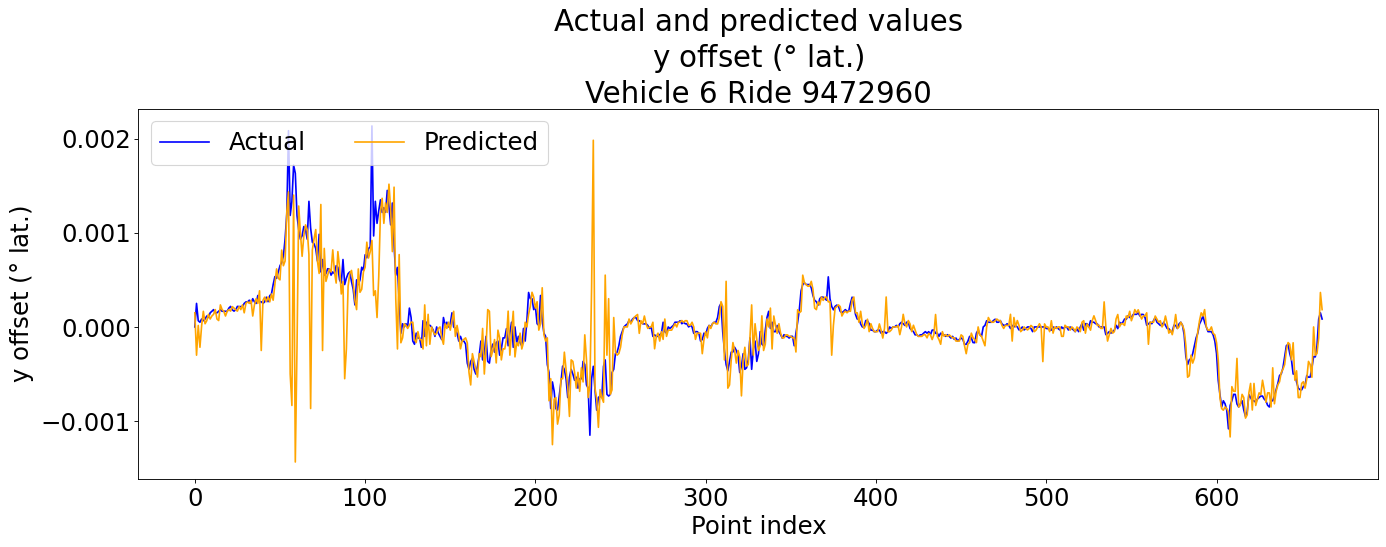 Actual and predicted values
y offset (° lat.)
Vehicle 6 Ride 9472960
Actual Predicted
y offset (° lat.)
0.002
0.001
0.000
−0.001
0 100 200 300 400 500 600
Point index